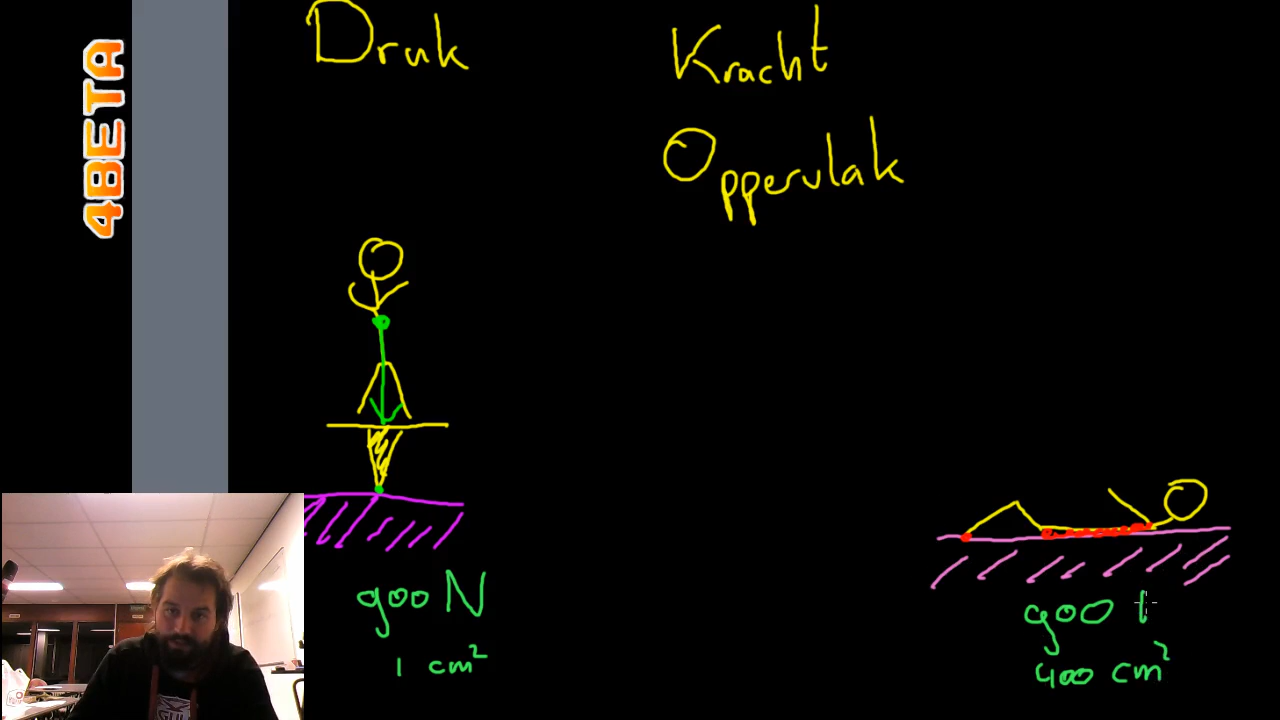 4BETA
Druk
Kracht
Oppervlak
900 N
1 cm²
900
400 cm²